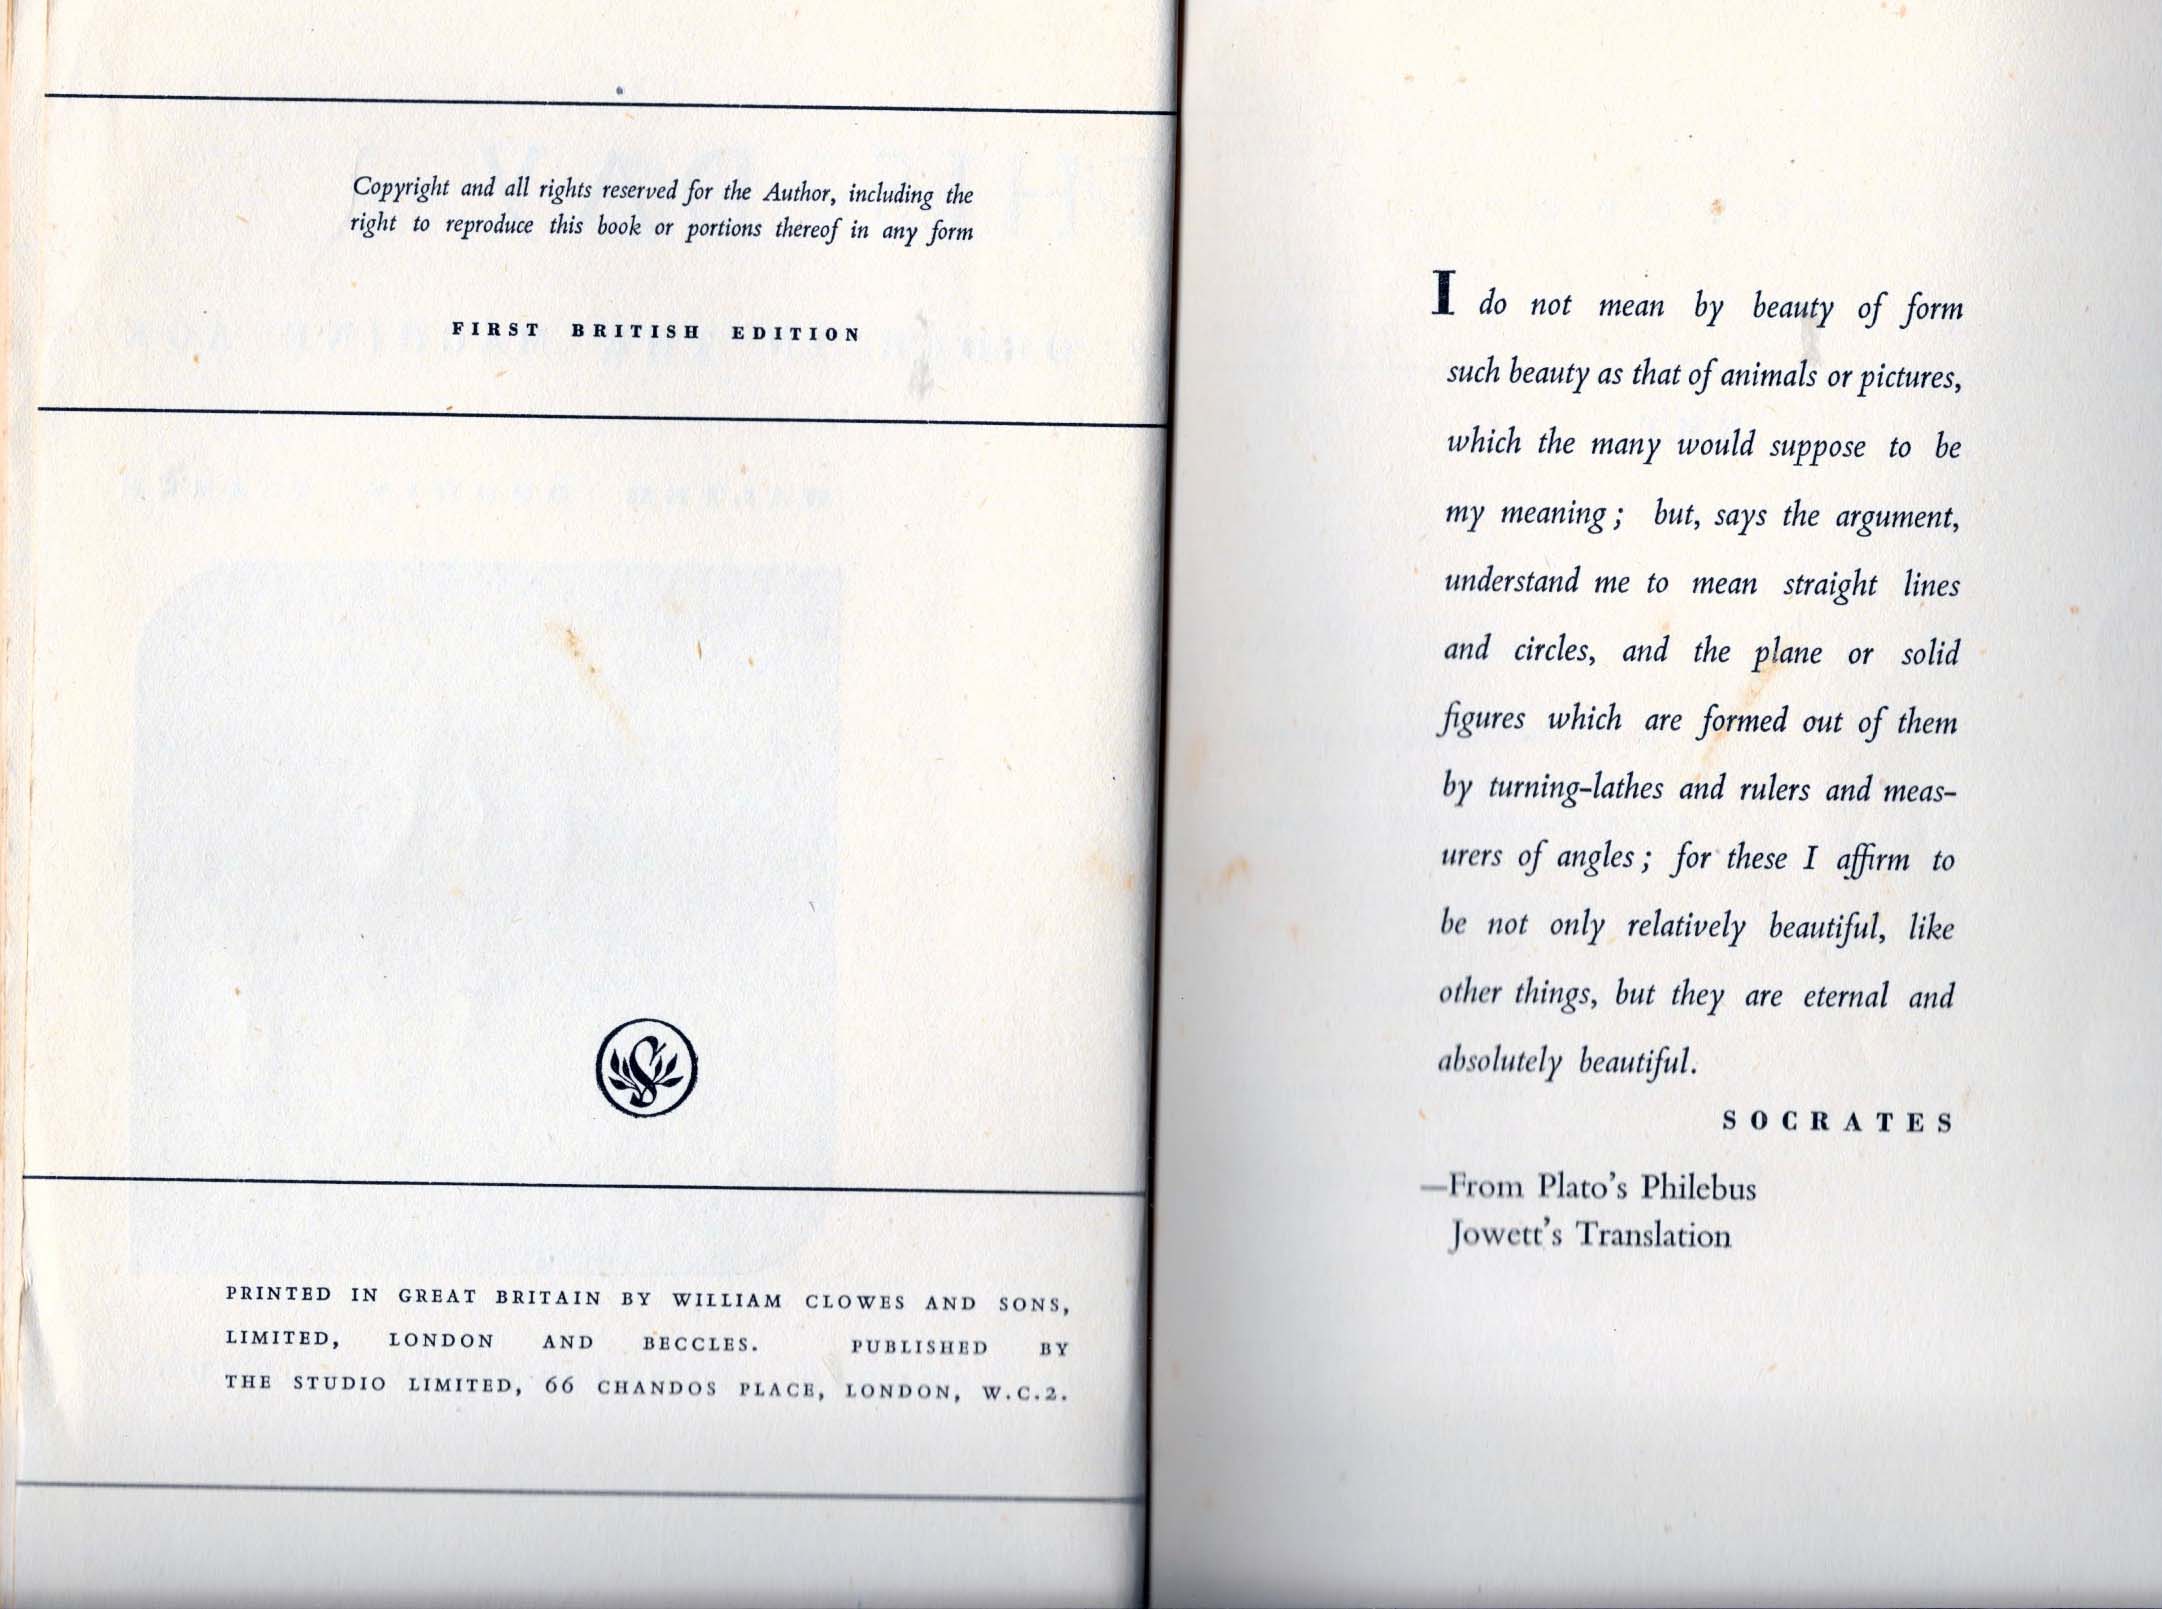 Copyright and all rights reserved for the Author, including the
right to reproduce this book or portions thereof in any form
FIRST BRITISH EDITION
S
PRINTED IN GREAT BRITAIN BY WILLIAM CLOWES AND SONS,
LIMITED, LONDON AND BECCLES. PUBLISHED BY
THE STUDIO LIMITED, 66 CHANDOS PLACE, LONDON, W.C.2.
I do not mean by beauty of form
such beauty as that of animals or pictures,
which the many would suppose to be
my meaning ; but, says the argument,
understand me to mean straight lines
and circles, and the plane or solid
figures which are formed out of them
by turning-lathes and rulers and meas-
urers of angles ; for these I affirm to
be not only relatively beautiful, like
other things, but they are eternal and
absolutely beautiful.
SOCRATES
—From Plato's Philebus
Jowett's Translation